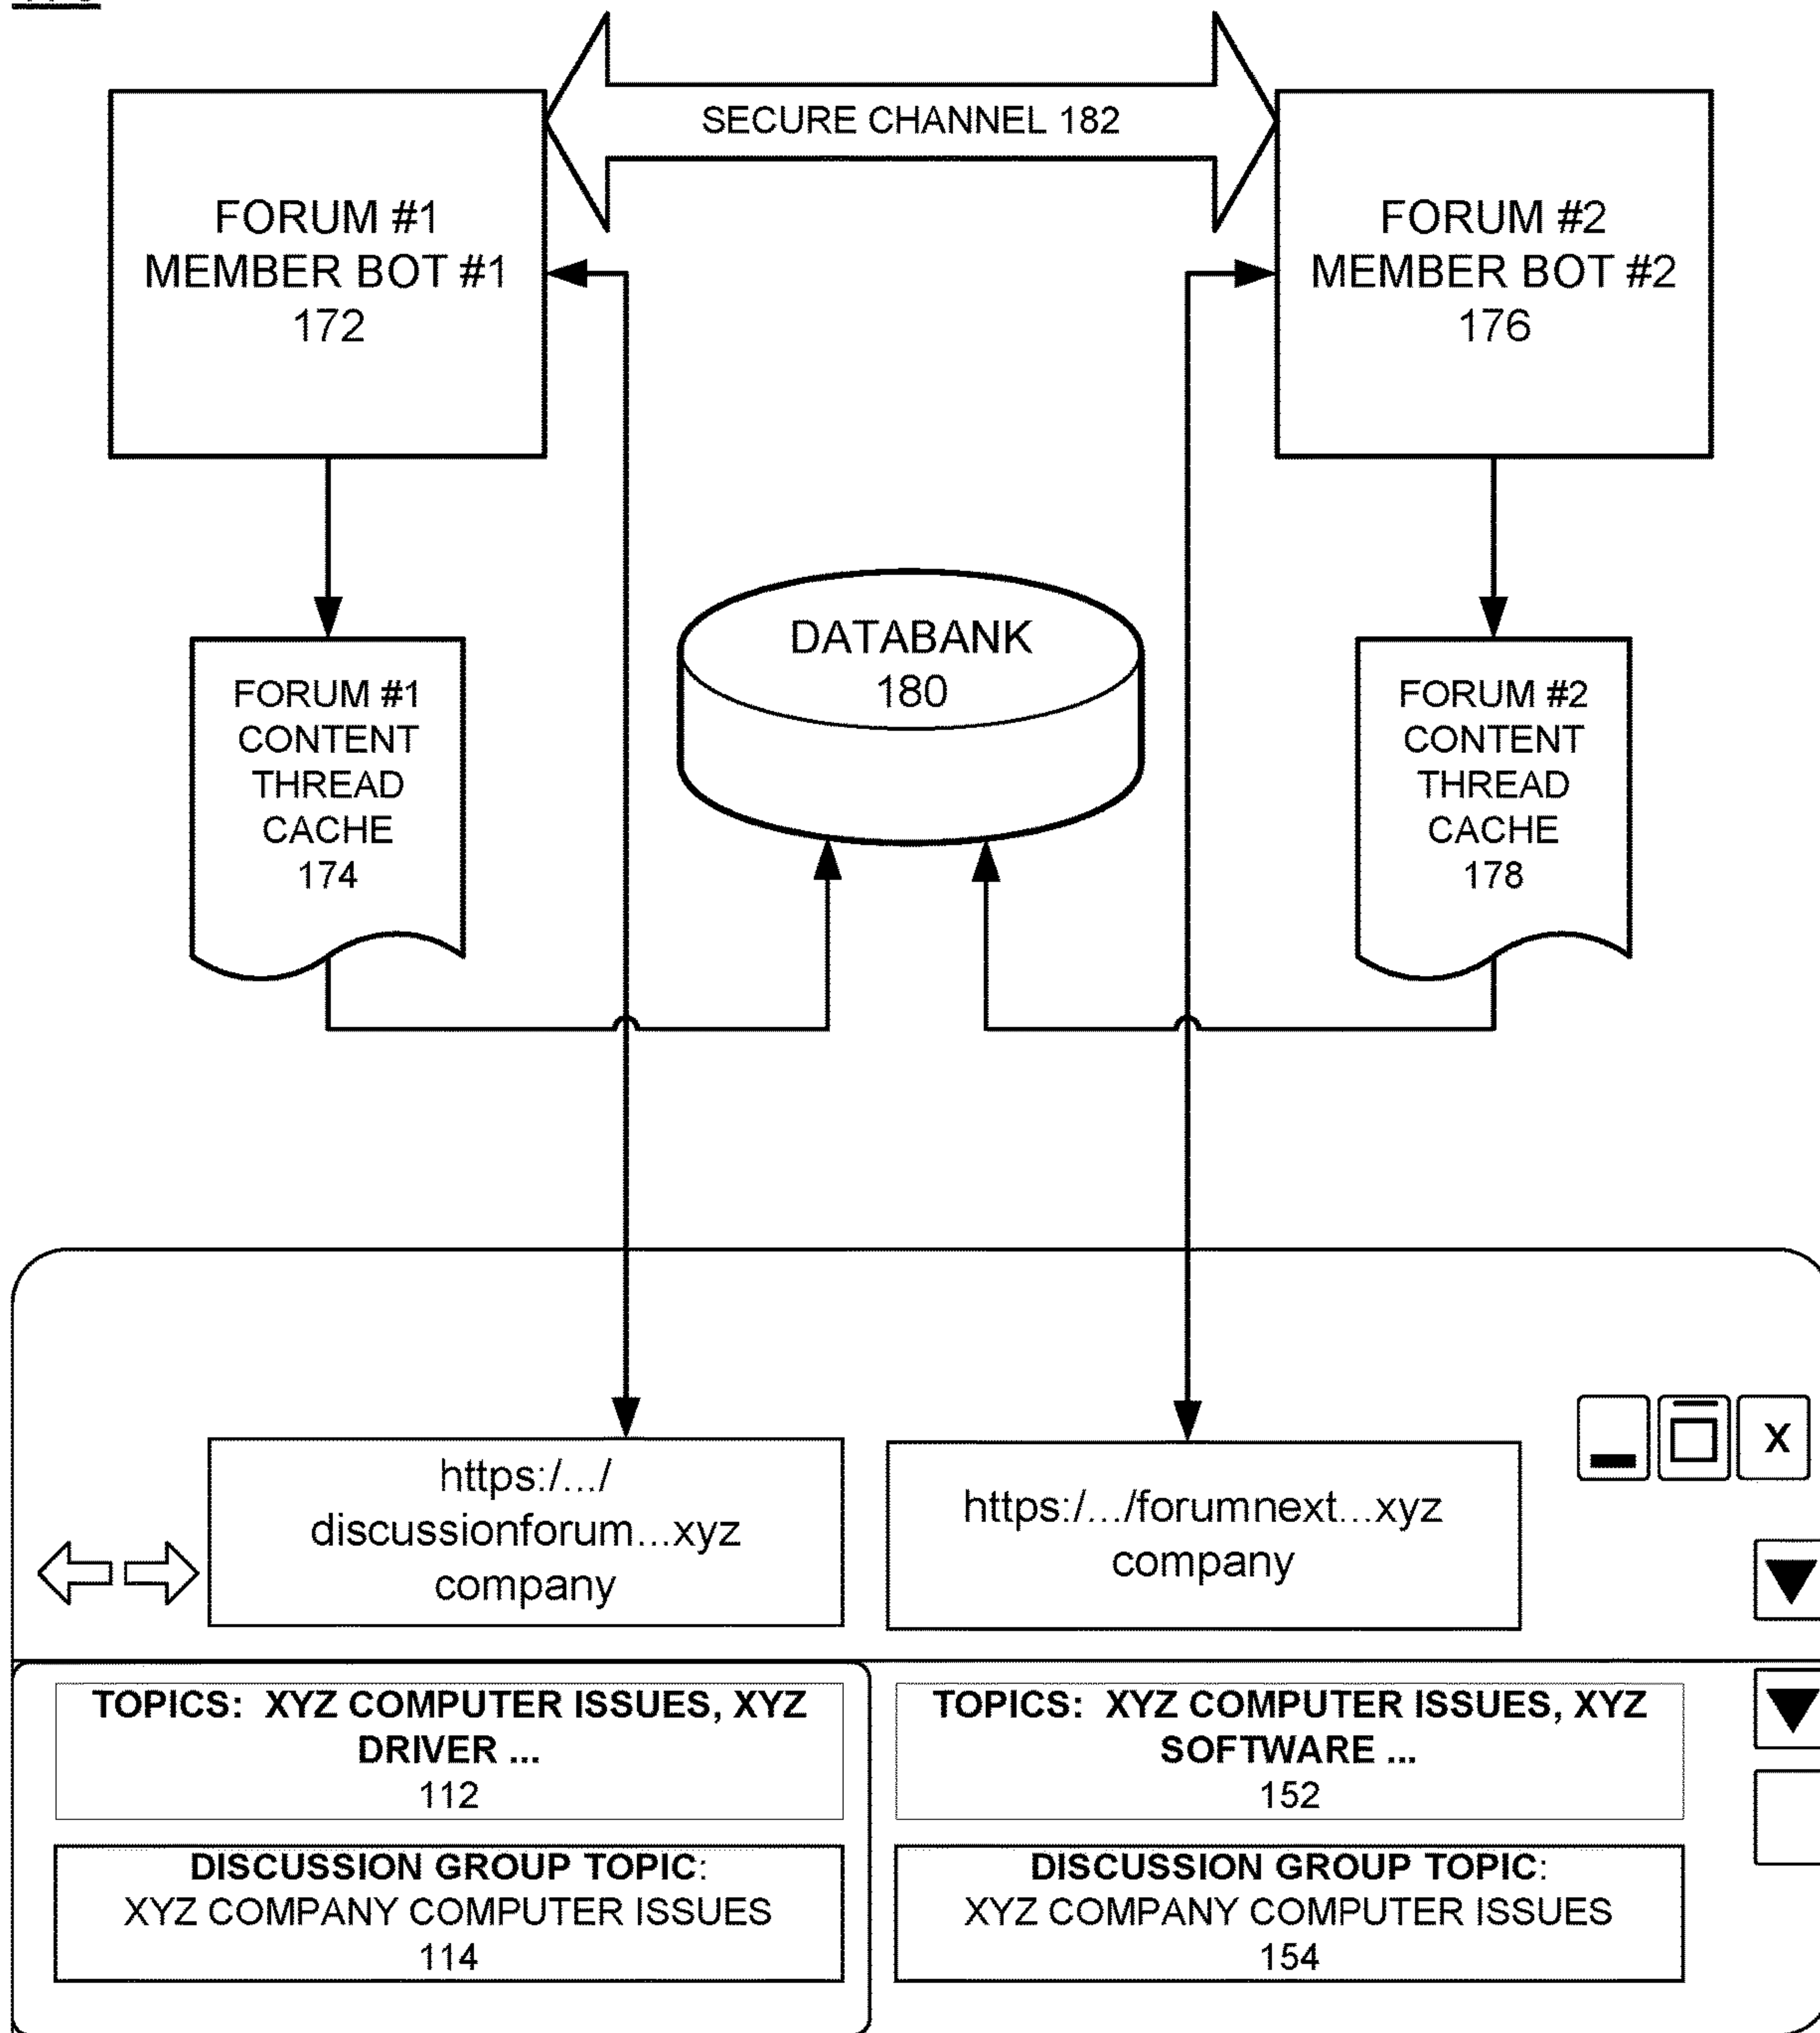 SECURE CHANNEL 182
FORUM #1
MEMBER BOT #1
172
FORUM #2
MEMBER BOT #2
176
DATABANK
180
FORUM #1
CONTENT
THREAD
CACHE
174
FORUM #2
CONTENT
THREAD
CACHE
178
https:/.../
discussionforum...xyz
company
https:/.../forumnext...xyz
company
X
TOPICS: XYZ COMPUTER ISSUES, XYZ
DRIVER ...
112
TOPICS: XYZ COMPUTER ISSUES, XYZ
SOFTWARE ...
152
DISCUSSION GROUP TOPIC:
XYZ COMPANY COMPUTER ISSUES
114
DISCUSSION GROUP TOPIC:
XYZ COMPANY COMPUTER ISSUES
154